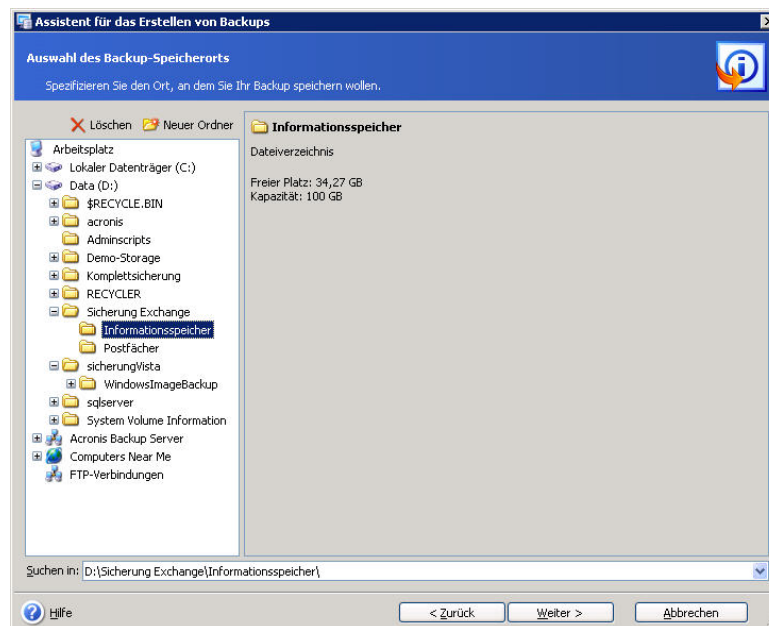 Assistent für das Erstellen von Backups
Auswahl des Backup-Speicherorts
Spezifizieren Sie den Ort, an dem Sie Ihr Backup speichern wollen.
Löschen Neuer Ordner
Arbeitsplatz
Lokaler Datenträger (C:)
Data (D:)
$RECYCLE.BIN
acronis
Adminscripts
Demo-Storage
Komplettsicherung
RECYCLER
Sicherung Exchange
Informationsspeicher
Postfächer
sicherungVista
WindowsImageBackup
sqlserver
System Volume Information
Acronis Backup Server
Computers Near Me
FTP-Verbindungen
Informationsspeicher
Dateiverzeichnis
Freier Platz: 34,27 GB
Kapazität: 100 GB
Suchen in: D:\Sicherung Exchange\Informationsspeicher\
Hilfe
< Zurück Weiter > Abbrechen